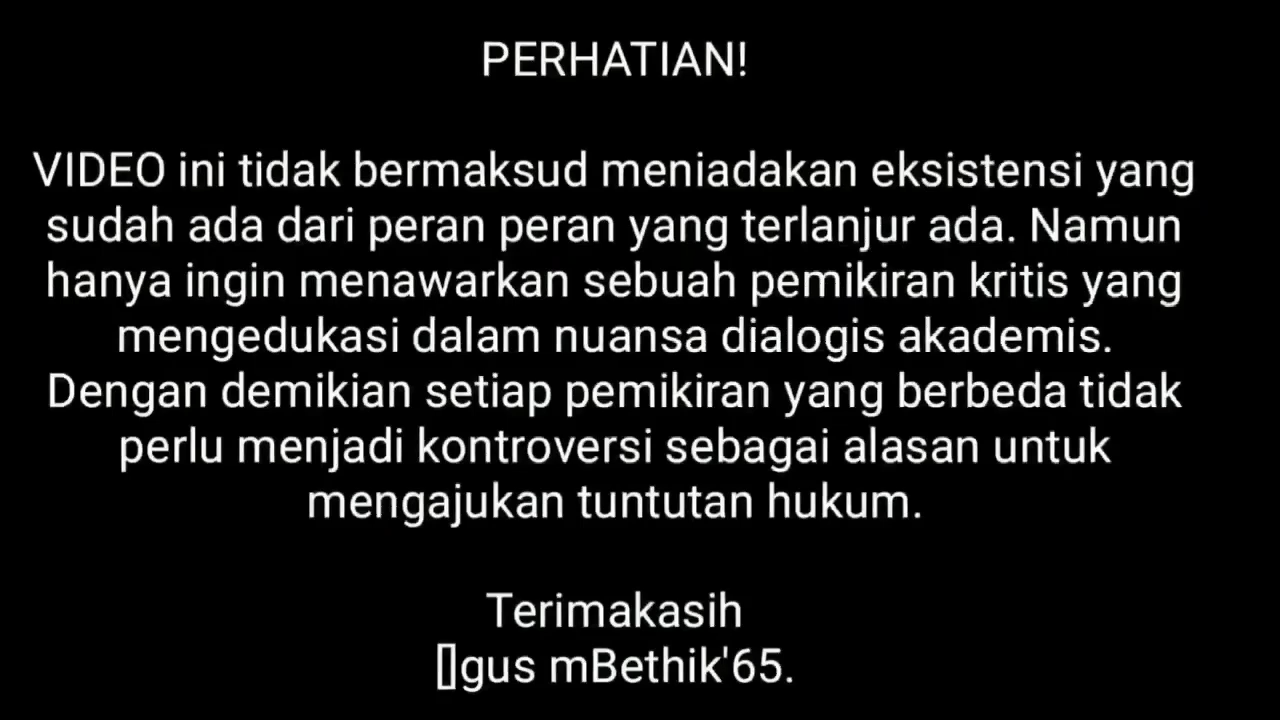 PERHATIAN!
VIDEO ini tidak bermaksud meniadakan eksistensi yang
sudah ada dari peran peran yang terlanjur ada. Namun
hanya ingin menawarkan sebuah pemikiran kritis yang
mengedukasi dalam nuansa dialogis akademis.
Dengan demikian setiap pemikiran yang berbeda tidak
perlu menjadi kontroversi sebagai alasan untuk
mengajukan tuntutan hukum.
Terimakasih
[]gus mBethik'65.